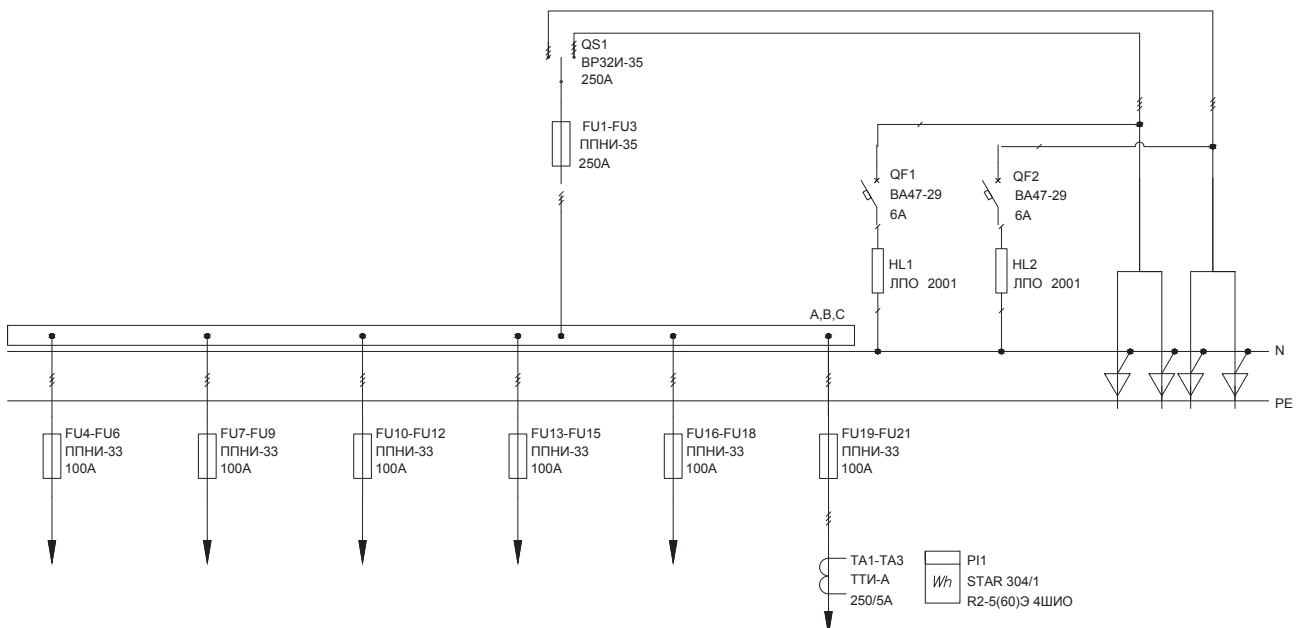 QS1
ВР32И-35
250А
FU1-FU3
ППНИ-35
250А
QF1
ВА47-29
6А
QF2
ВА47-29
6А
HL1
ЛПО 2001
HL2
ЛПО 2001
A,B,C
N
PE
FU4-FU6
ППНИ-33
100А
FU7-FU9
ППНИ-33
100А
FU10-FU12
ППНИ-33
100А
FU13-FU15
ППНИ-33
100А
FU16-FU18
ППНИ-33
100А
FU19-FU21
ППНИ-33
100А
TA1-TA3
ТТИ-А
250/5А
Wh
PI1
STAR 304/1
R2-5(60)Э 4ШИО